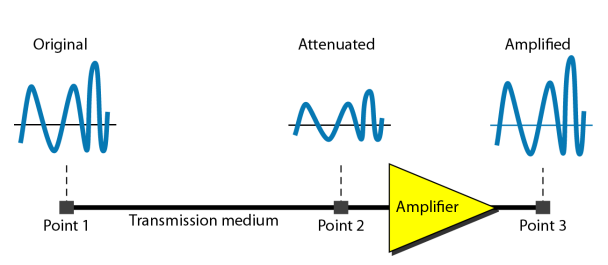 Original
Attenuated
Amplified
Amplifier
Point 1
Transmission medium
Point 2
Point 3